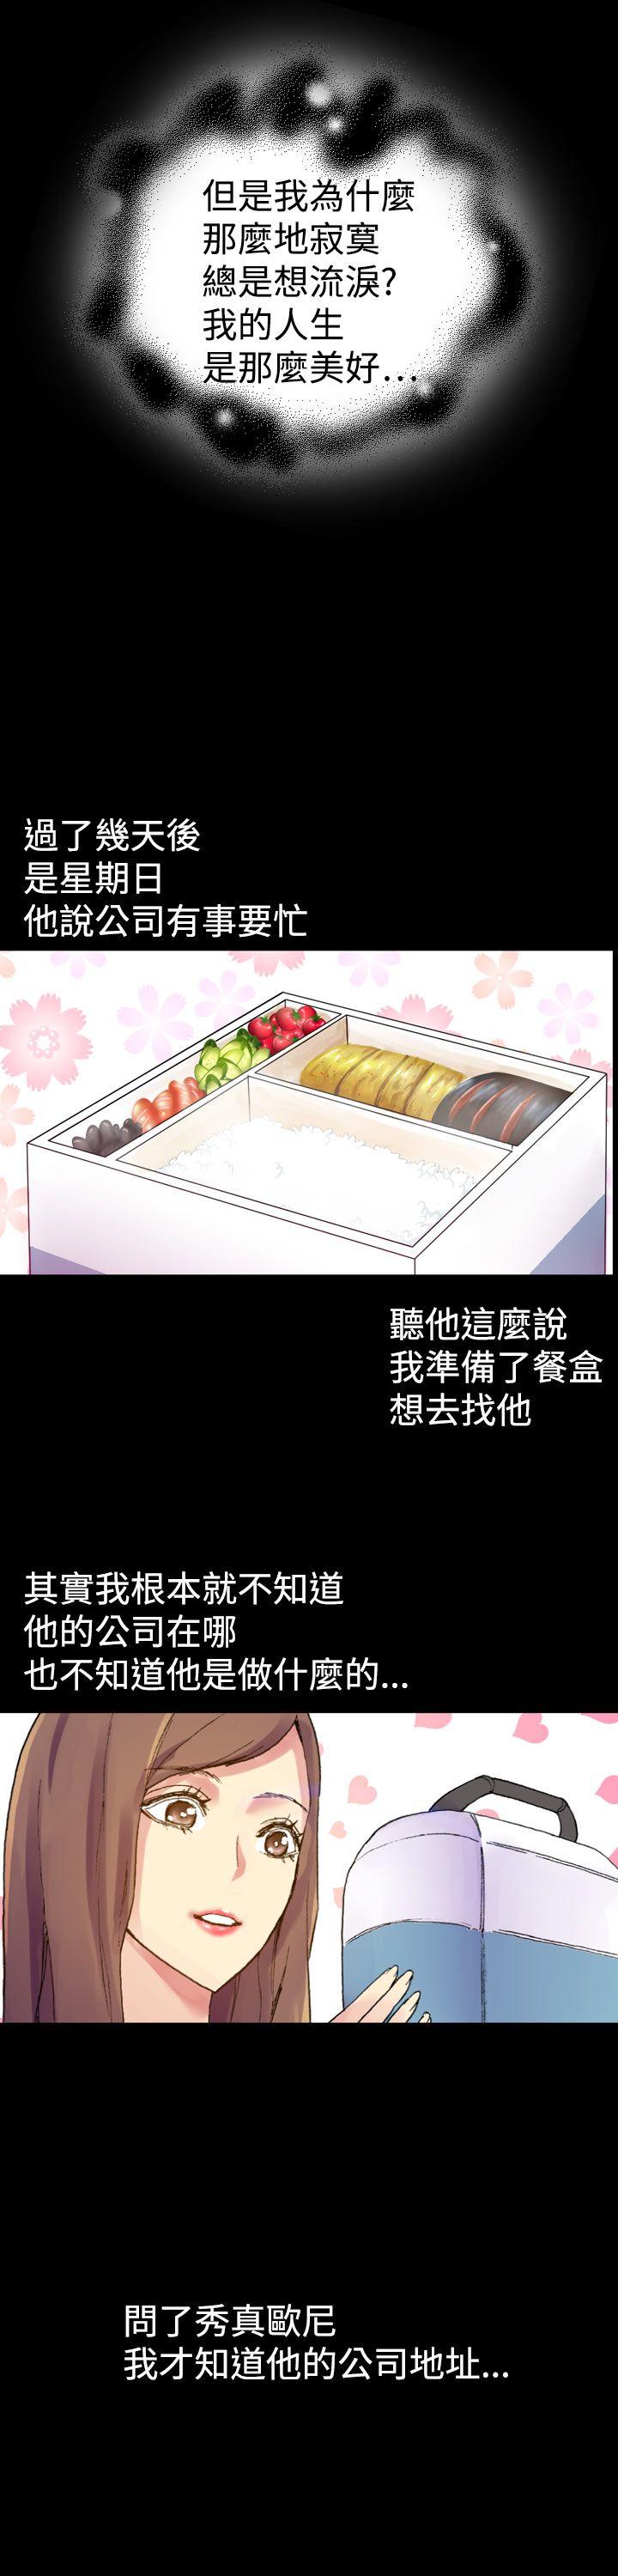 但是我為什麼
那麼地寂寞
總是想流淚?
我的人生
是那麼美好...
過了幾天後
是星期日
他說公司有事要忙
聽他這麼說
我準備了餐盒
想去找他
其實我根本就不知道
他的公司在哪
也不知道他是做什麼的...
問了秀真歐尼
我才知道他的公司地址...